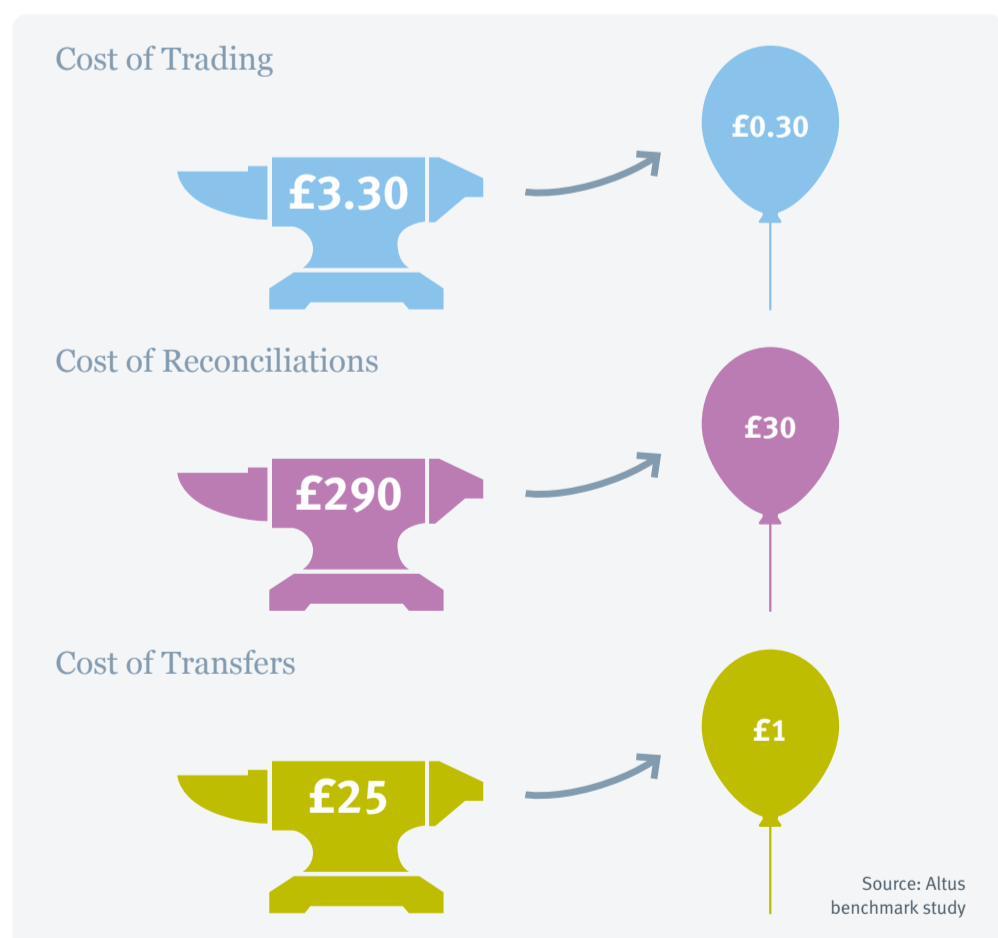 Cost of Trading
£3.30
£0.30
Cost of Reconciliations
£290
£30
Cost of Transfers
£25
£1
Source: Altus
benchmark study